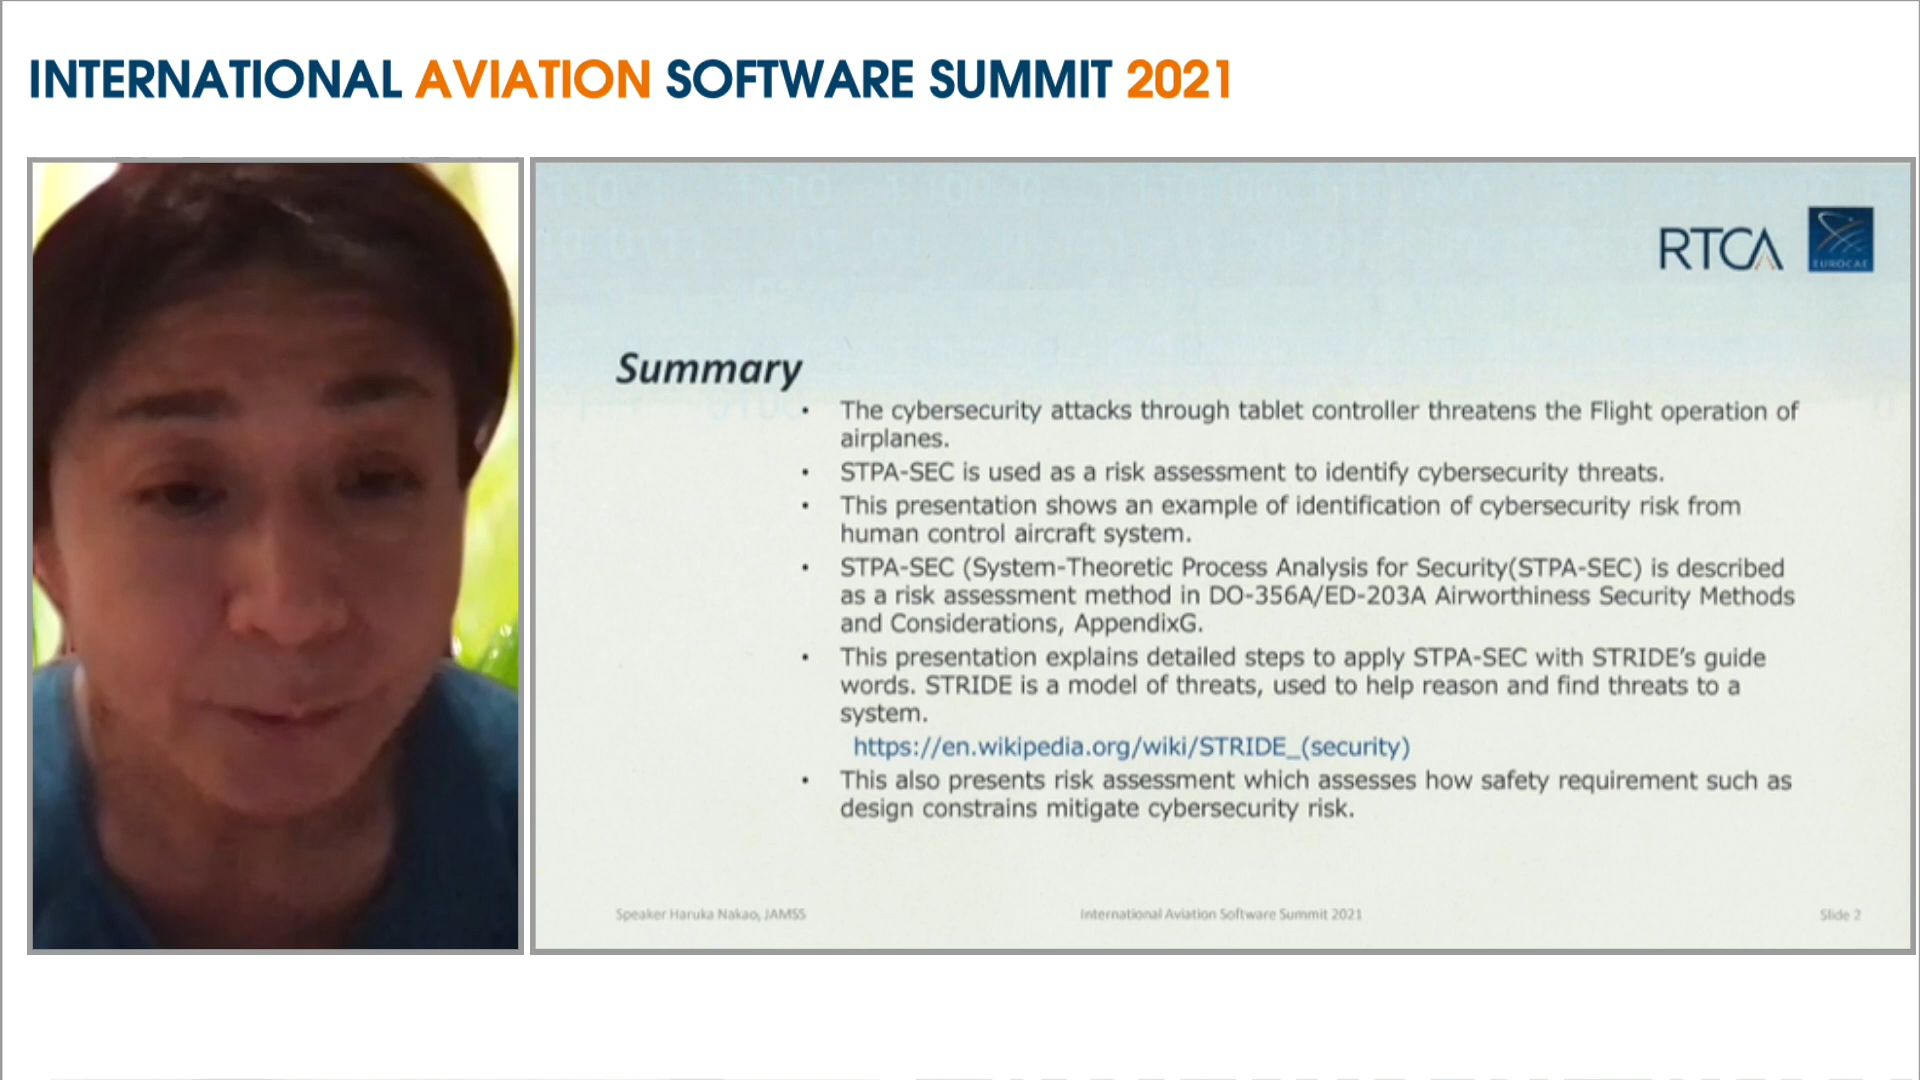 INTERNATIONAL AVIATION SOFTWARE SUMMIT 2021
RTCA
EUROCAE
Summary
• The cybersecurity attacks through tablet controller threatens the Flight operation of
airplanes.
• STPA-SEC is used as a risk assessment to identify cybersecurity threats.
• This presentation shows an example of identification of cybersecurity risk from
human control aircraft system.
• STPA-SEC (System-Theoretic Process Analysis for Security(STPA-SEC) is described
as a risk assessment method in DO-356A/ED-203A Airworthiness Security Methods
and Considerations, AppendixG.
• This presentation explains detailed steps to apply STPA-SEC with STRIDE’s guide
words. STRIDE is a model of threats, used to help reason and find threats to a
system.
https://en.wikipedia.org/wiki/STRIDE_(security)
• This also presents risk assessment which assesses how safety requirement such as
design constrains mitigate cybersecurity risk.
Speaker Haruka Nakao, JAMSS
International Aviation Software Summit 2021
Slide 2